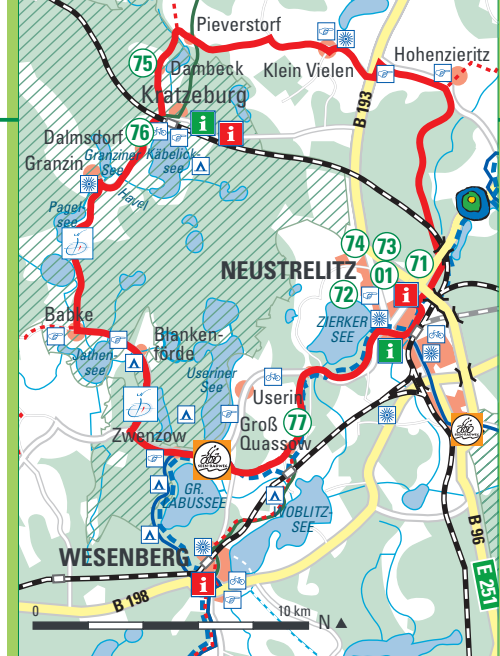 Pieverstorf
Hohenzieritz
75
Dambeck
Klein Vielen
Kratzeburg
B 193
i
i
76
Dalmsdorf
Granziner
See
Käbelick-
see
Granzin
Havel
Pagel-
see
74
73
71
NEUSTRELITZ
01
72
i
ZIERKER
SEE
i
Babke
Jäthen-
see
Blanken-
förde
Useriner
See
Userin
Groß
Quassow
77
Zwenzow
GR.
LABUSSEE
WOBLITZ-
SEE
B 96
E 251
WESENBERG
i
B 198
0
10 km
N